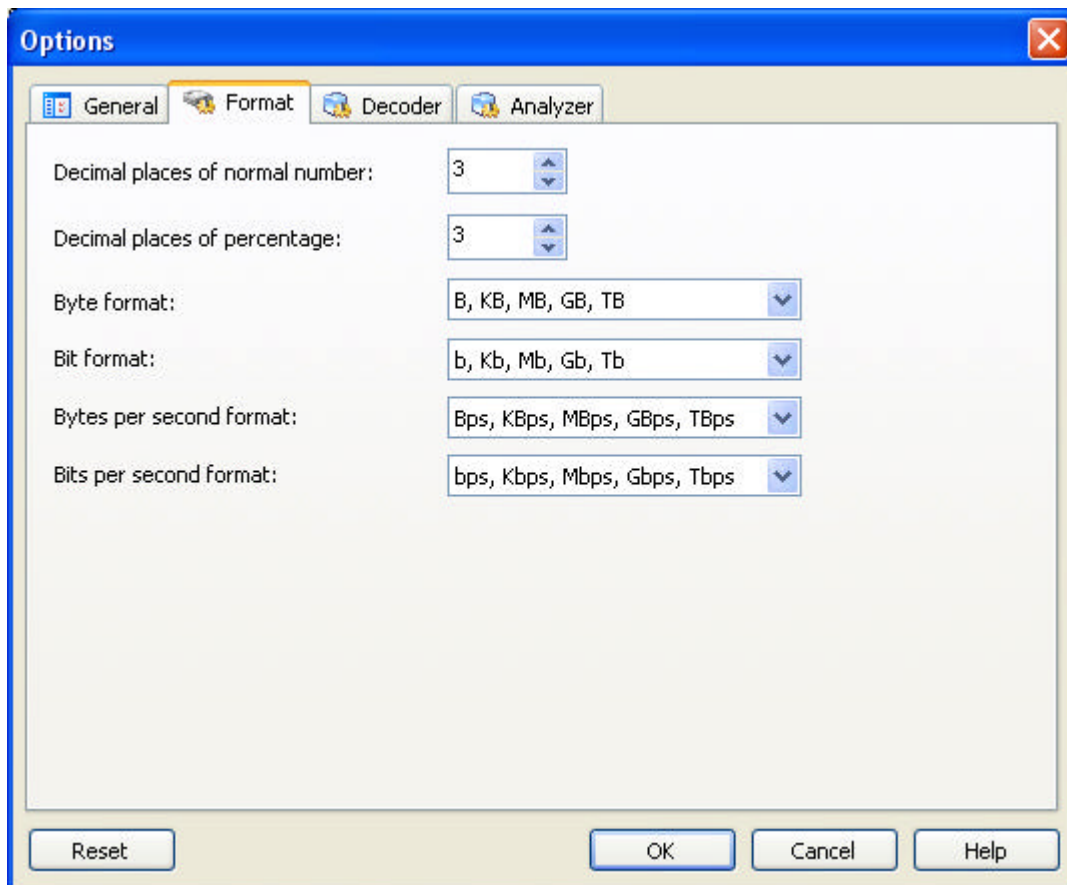 Options
General Format Decoder Analyzer
Decimal places of normal number: 3
Decimal places of percentage: 3
Byte format: B, KB, MB, GB, TB
Bit format: b, Kb, Mb, Gb, Tb
Bytes per second format: Bps, KBps, MBps, GBps, TBps
Bits per second format: bps, Kbps, Mbps, Gbps, Tbps
Reset OK Cancel Help